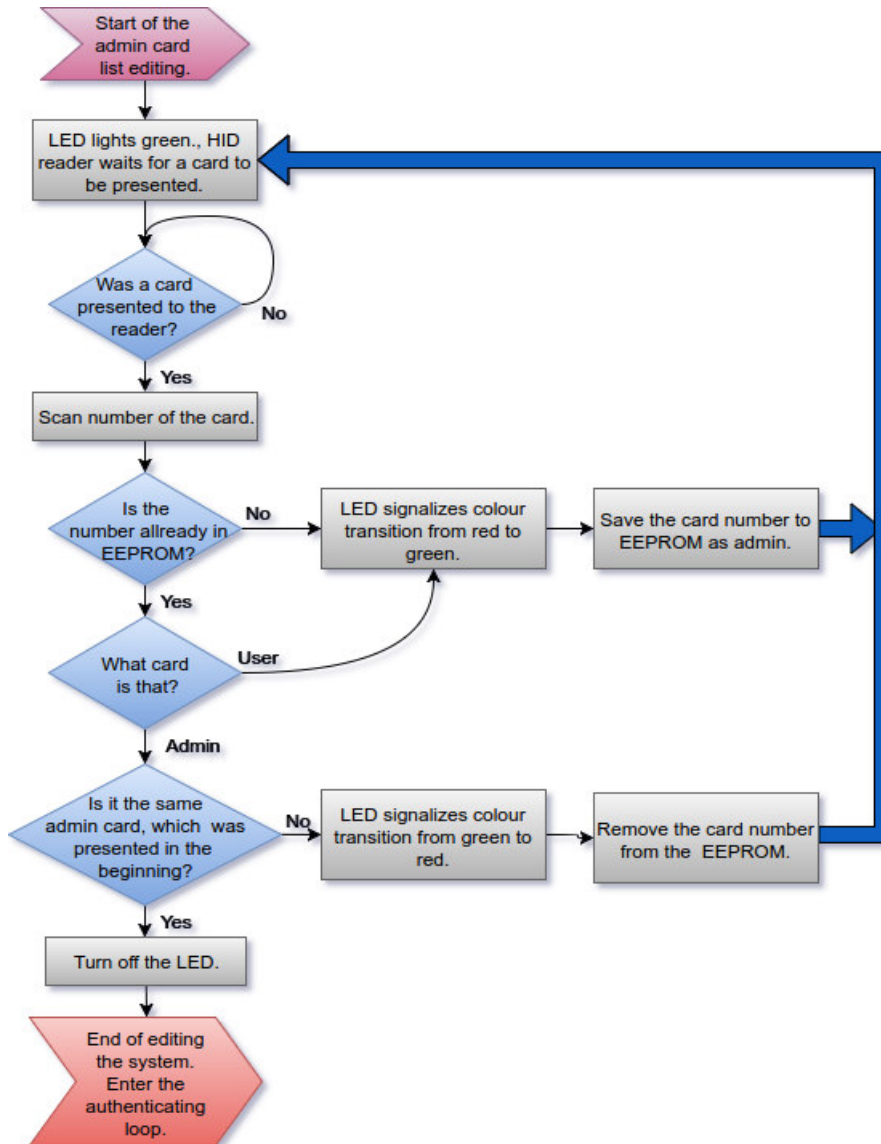 Start of the
admin card
list editing.
LED lights green., HID
reader waits for a card to
be presented.
Was a card
presented to the
reader?
No
Yes
Scan number of the card.
Is the
number allready in
EEPROM?
No
LED signalizes colour
transition from red to
green.
Save the card number to
EEPROM as admin.
Yes
What card
is that?
User
Admin
Is it the same
admin card, which was
presented in the
beginning?
No
LED signalizes colour
transition from green to
red.
Remove the card number
from the EEPROM.
Yes
Turn off the LED.
End of editing
the system.
Enter the
authenticating
loop.